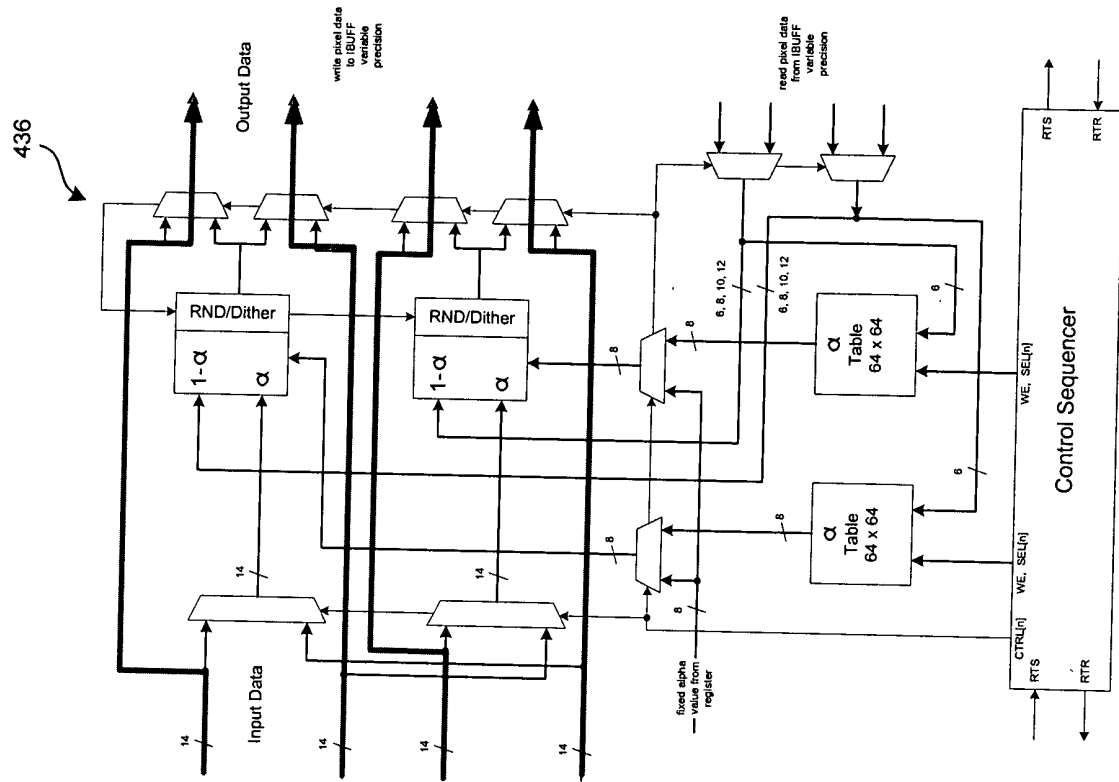 436
Output Data
write pixel data
to IBUFF
variable
precision
RND/Dither
1-α
α
RND/Dither
1-α
α
14
14
Input Data
14
14
14
14
read pixel data
from IBUFF
variable
precision
6, 8, 10, 12
6, 8, 10, 12
8
8
8
8
8
fixed alpha
value from
register
α
Table
64 x 64
6
α
Table
64 x 64
6
CTRL[n]
WE, SEL[n]
WE, SEL[n]
RTS
RTR
Control Sequencer
RTS
RTR